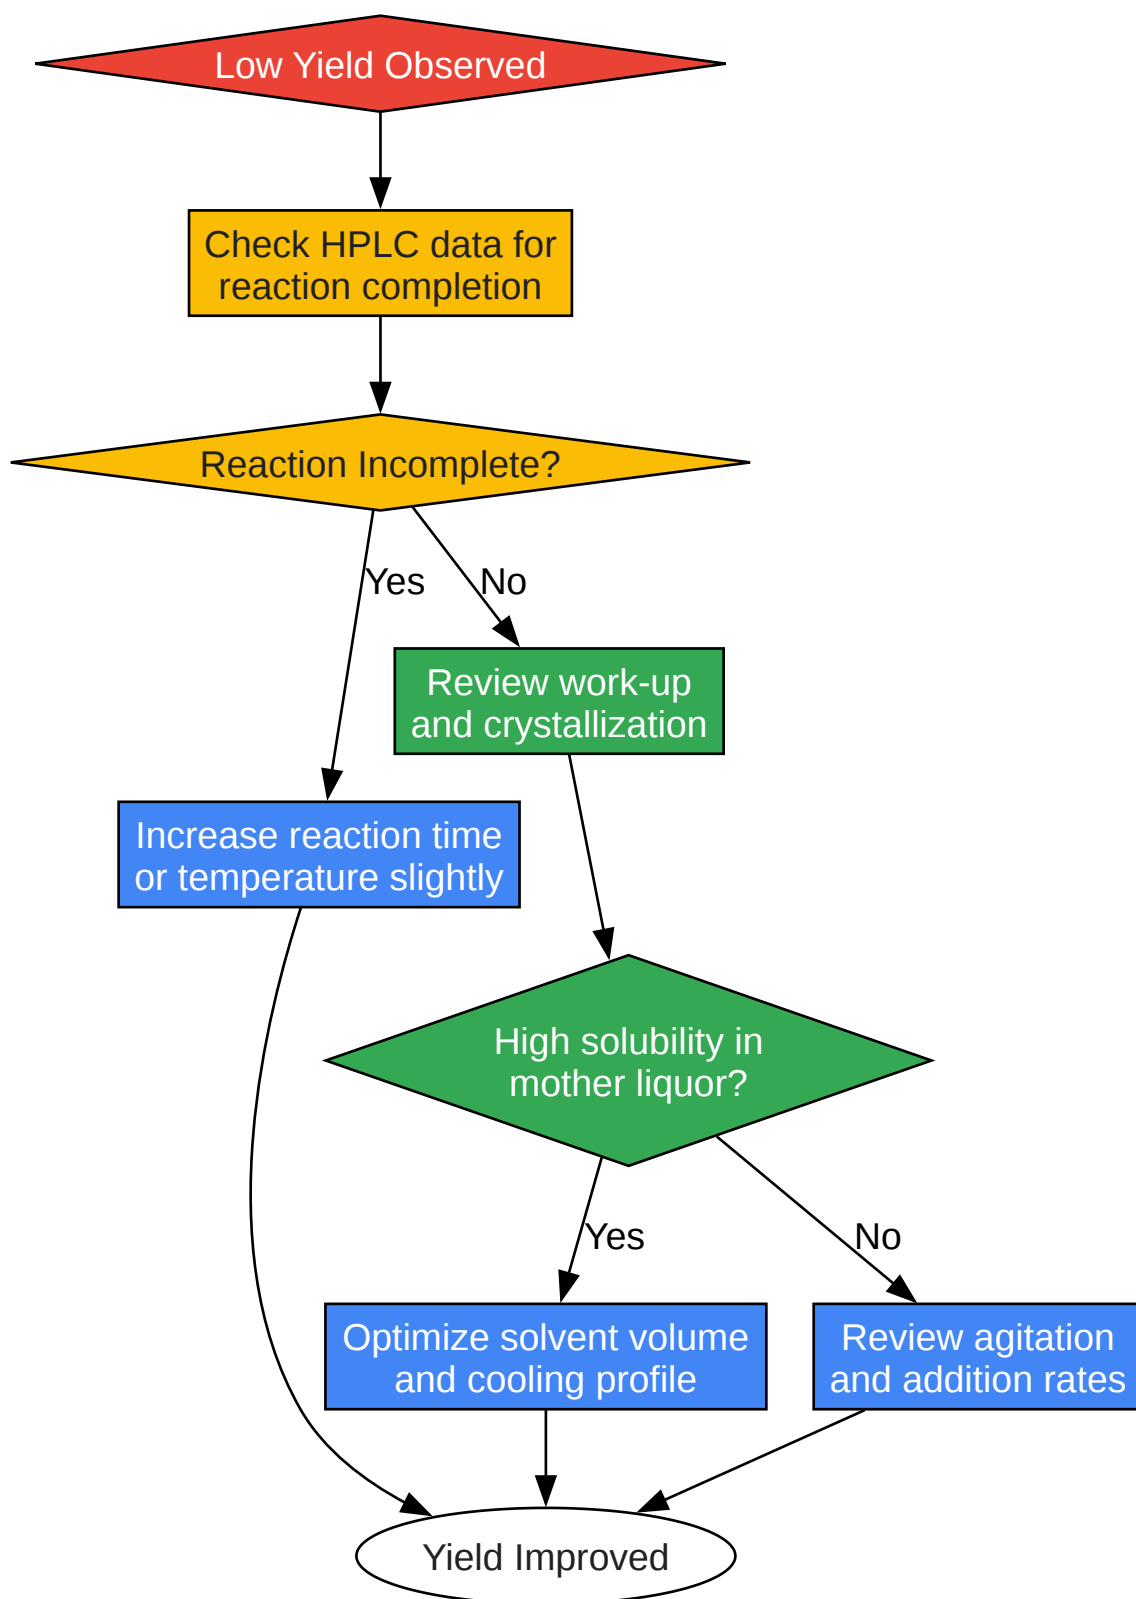 Low Yield Observed
Check HPLC data for
reaction completion
Reaction Incomplete?
Yes
No
Review work-up
and crystallization
Increase reaction time
or temperature slightly
High solubility in
mother liquor?
Yes
No
Optimize solvent volume
and cooling profile
Review agitation
and addition rates
Yield Improved